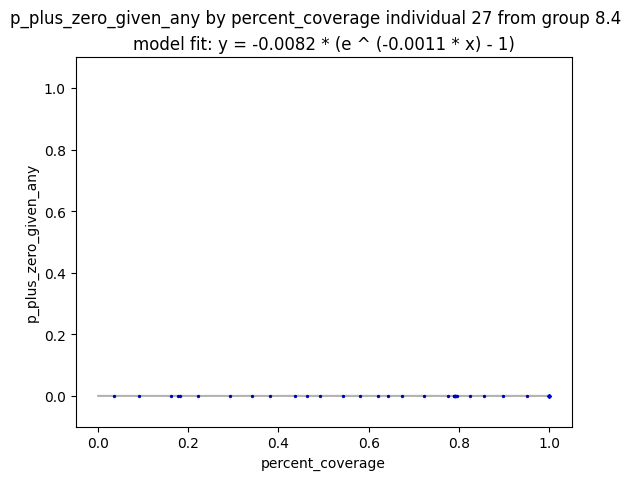 p_plus_zero_given_any by percent_coverage individual 27 from group 8.4
model fit: y = -0.0082 * (e ^ (-0.0011 * x) - 1)
1.0
0.8
0.6
0.4
0.2
0.0
p_plus_zero_given_any
0.0 0.2 0.4 0.6 0.8 1.0
percent_coverage